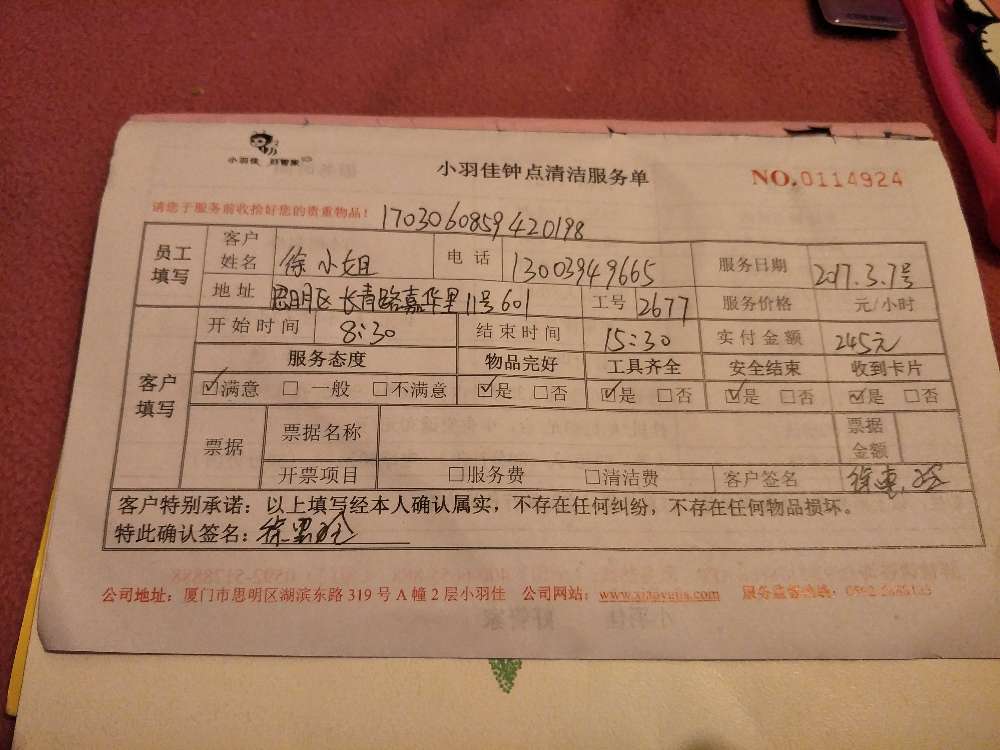 小羽佳 好管家
小羽佳钟点清洁服务单 NO.0114924
请您于服务前收拾好您的贵重物品! 1703060859420198
员工填写 客户姓名 徐小姐 电话 13003949665 服务日期 2017.3.7号
地址 思明区长青路嘉华里11号601 工号 2677 服务价格 元/小时
客户填写 开始时间 8:30 结束时间 15:30 实付金额 245元
服务态度 物品完好 工具齐全 安全结束 收到卡片
☑满意 □一般 □不满意 ☑是 □否 ☑是 □否 ☑是 □否 ☑是 □否
票据 票据名称 票据金额
开票项目 □服务费 □清洁费 客户签名 徐
客户特别承诺：以上填写经本人确认属实，不存在任何纠纷，不存在任何物品损坏。
特此确认签名：徐
公司地址：厦门市思明区湖滨东路319号A幢2层小羽佳 公司网站：www.xiaoyujia.com 服务监督热线：0592-